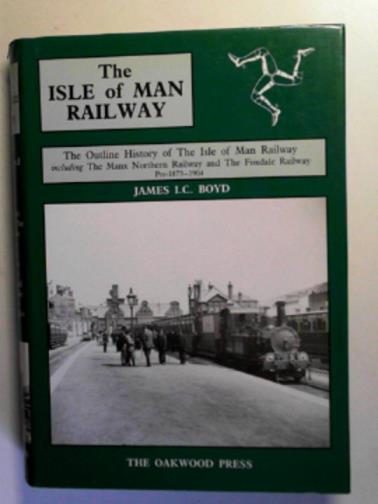 The
ISLE of MAN
RAILWAY
The Outline History of The Isle of Man Railway
including The Manx Northern Railway and The Foxdale Railway
Pre-1873–1904
JAMES I.C. BOYD
THE OAKWOOD PRESS